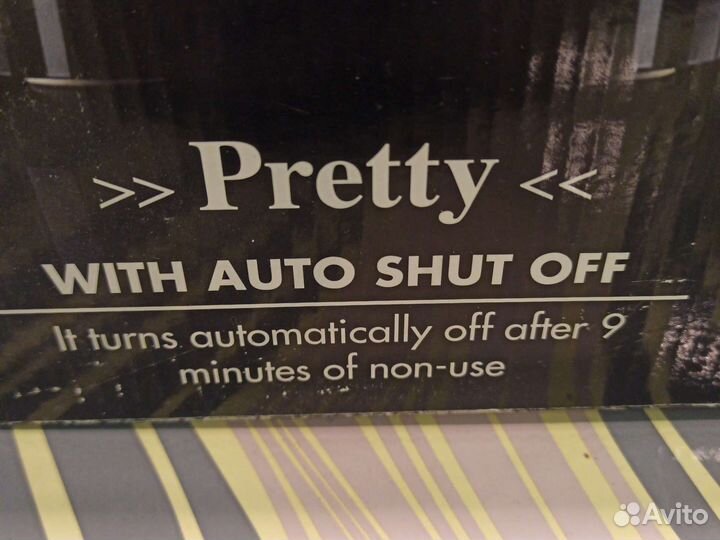 >> Pretty <<
WITH AUTO SHUT OFF
It turns automatically off after 9
minutes of non-use
Avito